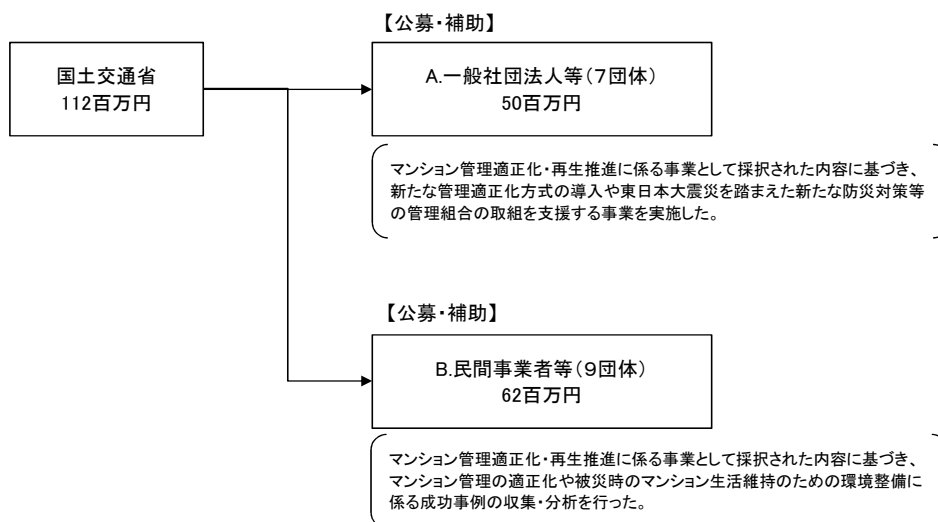 【公募・補助】
国土交通省
112百万円
A.一般社団法人等(7団体)
50百万円
マンション管理適正化・再生推進に係る事業として採択された内容に基づき、
新たな管理適正化方式の導入や東日本大震災を踏まえた新たな防災対策等
の管理組合の取組を支援する事業を実施した。
【公募・補助】
B.民間事業者等(9団体)
62百万円
マンション管理適正化・再生推進に係る事業として採択された内容に基づき、
マンション管理の適正化や被災時のマンション生活維持のための環境整備に
係る成功事例の収集・分析を行った。